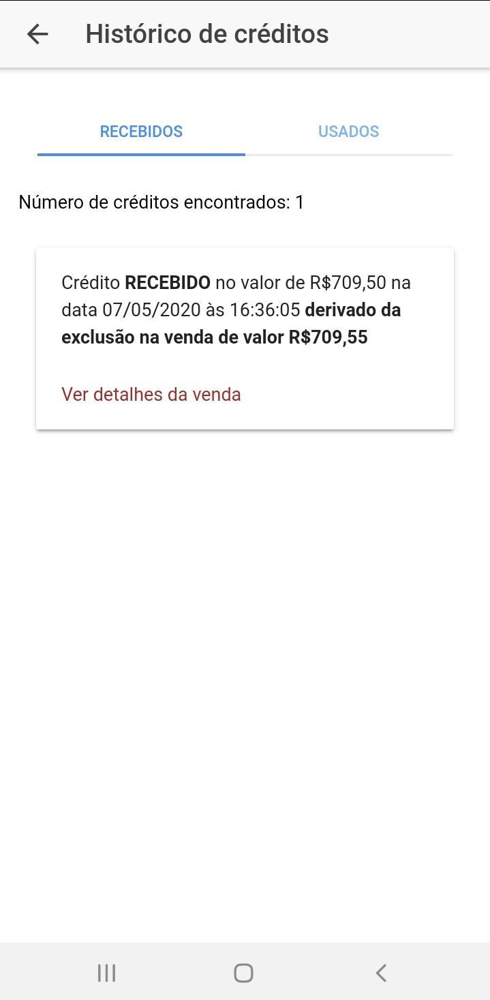 Histórico de créditos
RECEBIDOS
USADOS
Número de créditos encontrados: 1
Crédito RECEBIDO no valor de R$709,50 na
data 07/05/2020 às 16:36:05 derivado da
exclusão na venda de valor R$709,55
Ver detalhes da venda